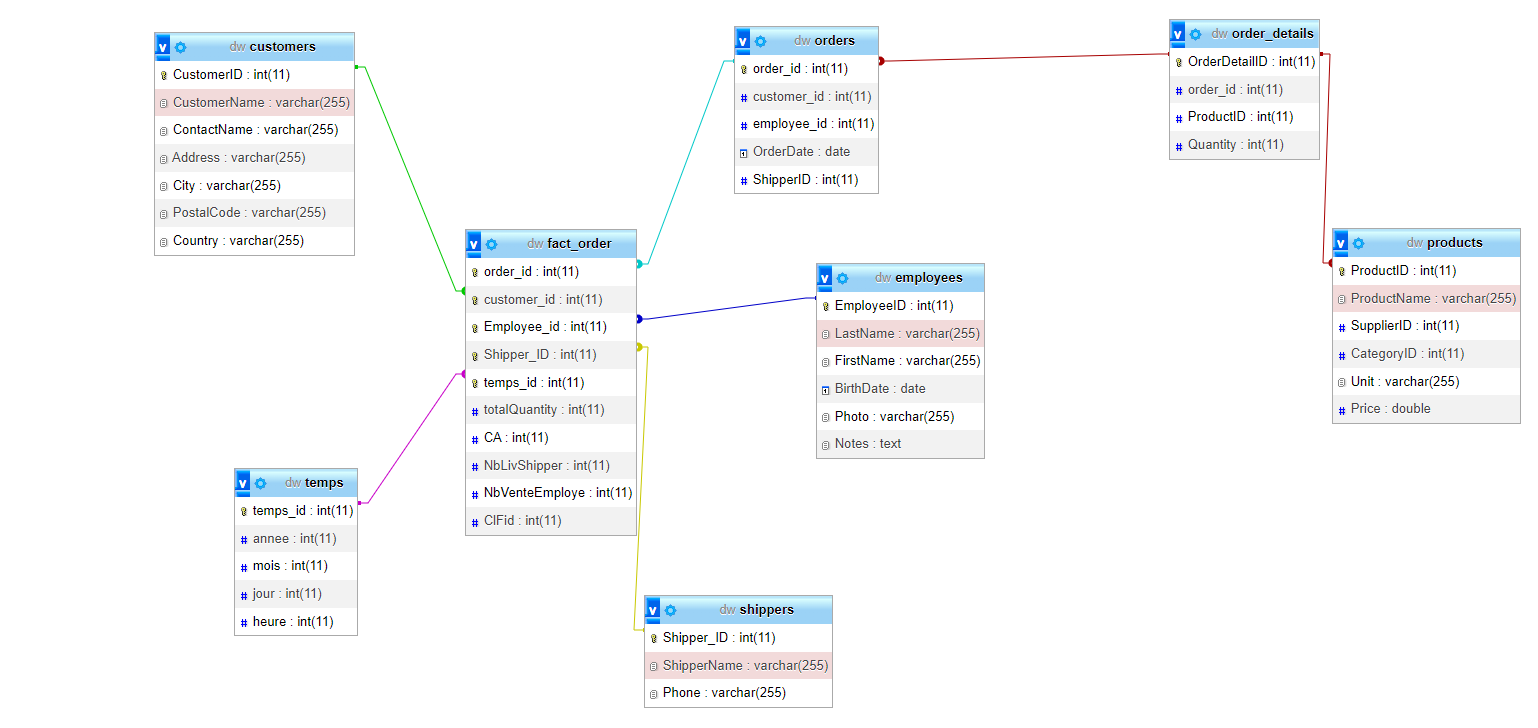 v dw customers
CustomerID : int(11)
CustomerName : varchar(255)
ContactName : varchar(255)
Address : varchar(255)
City : varchar(255)
PostalCode : varchar(255)
Country : varchar(255)
v dw orders
order_id : int(11)
# customer_id : int(11)
# employee_id : int(11)
OrderDate : date
# ShipperID : int(11)
v dw order_details
OrderDetailID : int(11)
# order_id : int(11)
# ProductID : int(11)
# Quantity : int(11)
v dw fact_order
order_id : int(11)
customer_id : int(11)
Employee_id : int(11)
Shipper_ID : int(11)
temps_id : int(11)
# totalQuantity : int(11)
# CA : int(11)
# NbLivShipper : int(11)
# NbVenteEmploye : int(11)
# ClFid : int(11)
v dw employees
EmployeeID : int(11)
LastName : varchar(255)
FirstName : varchar(255)
BirthDate : date
Photo : varchar(255)
Notes : text
v dw products
ProductID : int(11)
ProductName : varchar(255)
# SupplierID : int(11)
# CategoryID : int(11)
Unit : varchar(255)
# Price : double
v dw temps
temps_id : int(11)
# annee : int(11)
# mois : int(11)
# jour : int(11)
# heure : int(11)
v dw shippers
Shipper_ID : int(11)
ShipperName : varchar(255)
Phone : varchar(255)